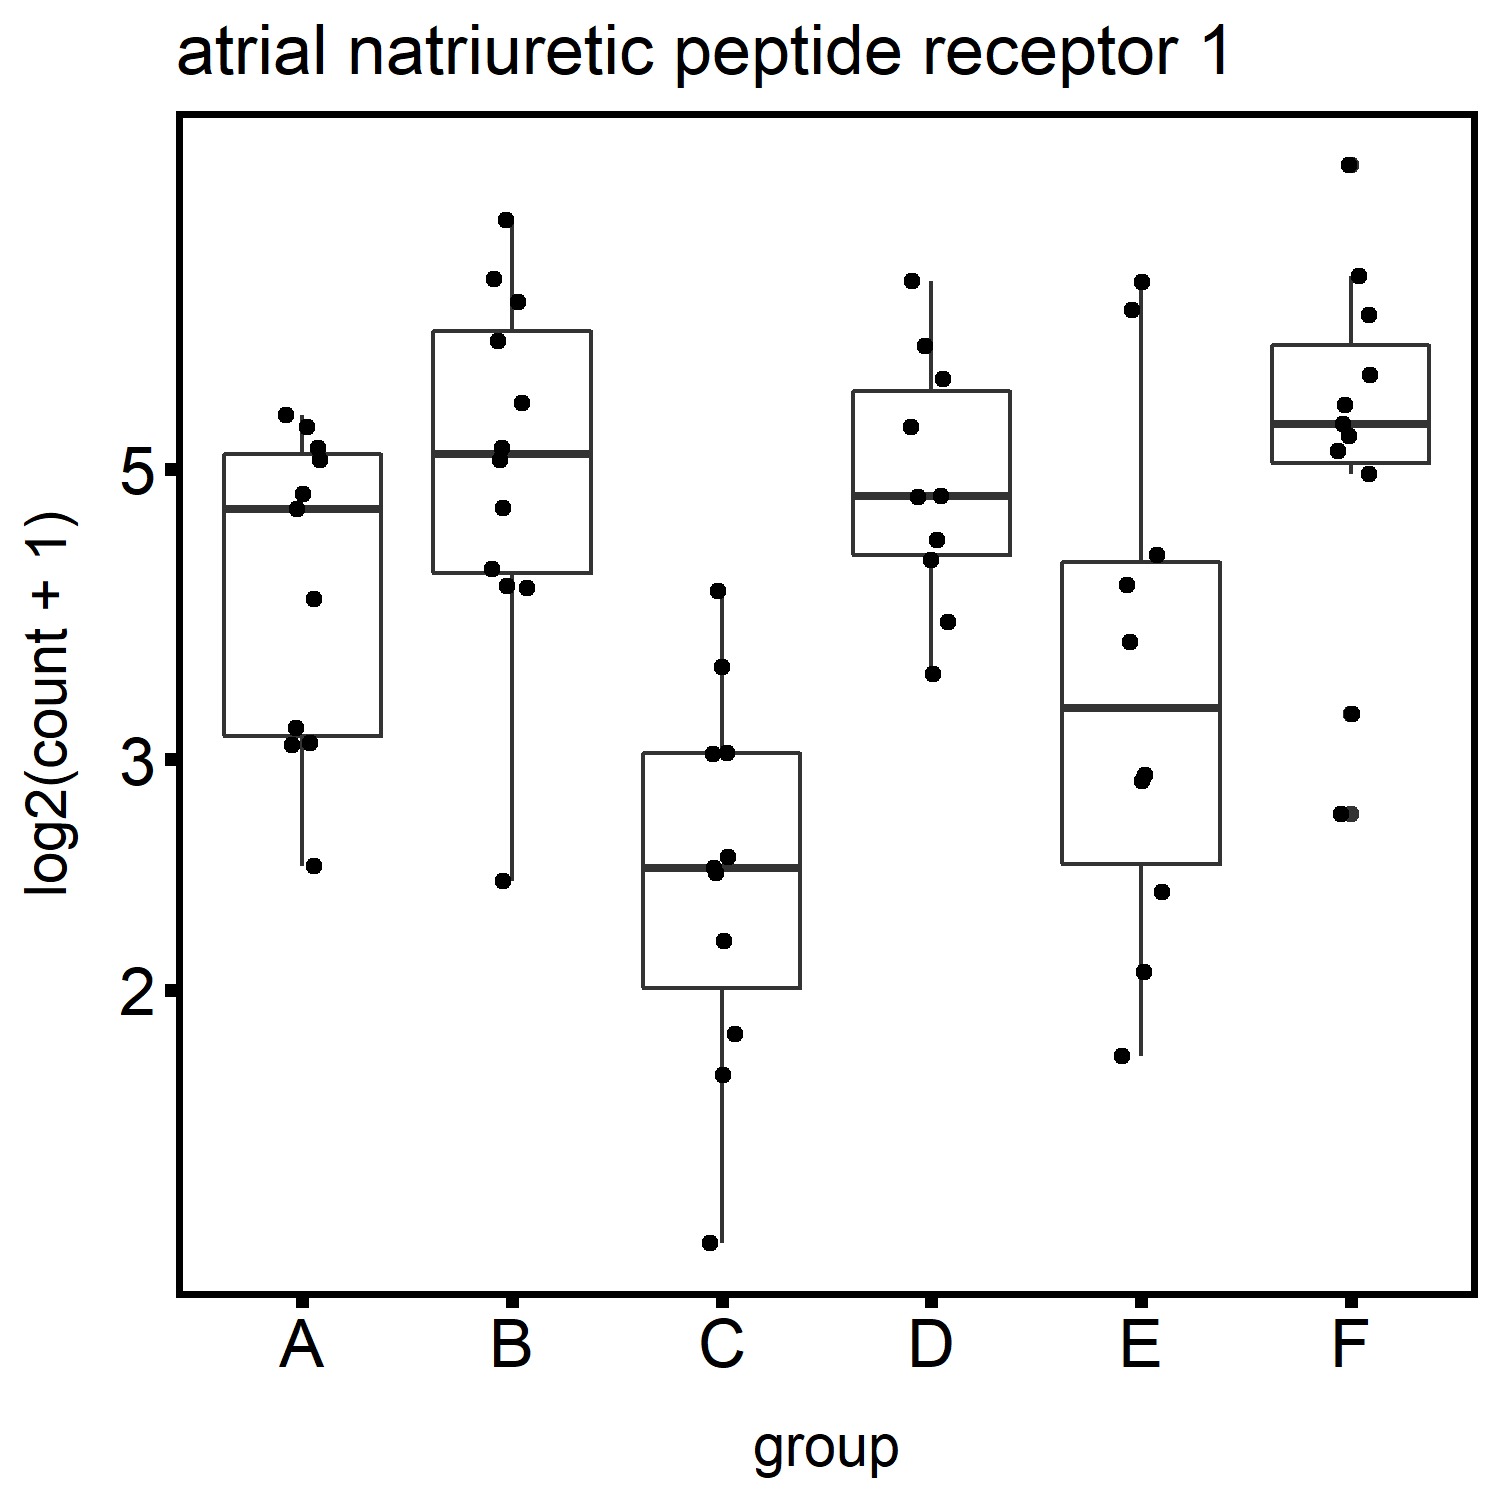 atrial natriuretic peptide receptor 1
log2(count + 1)
5
3
2
A B C D E F
group